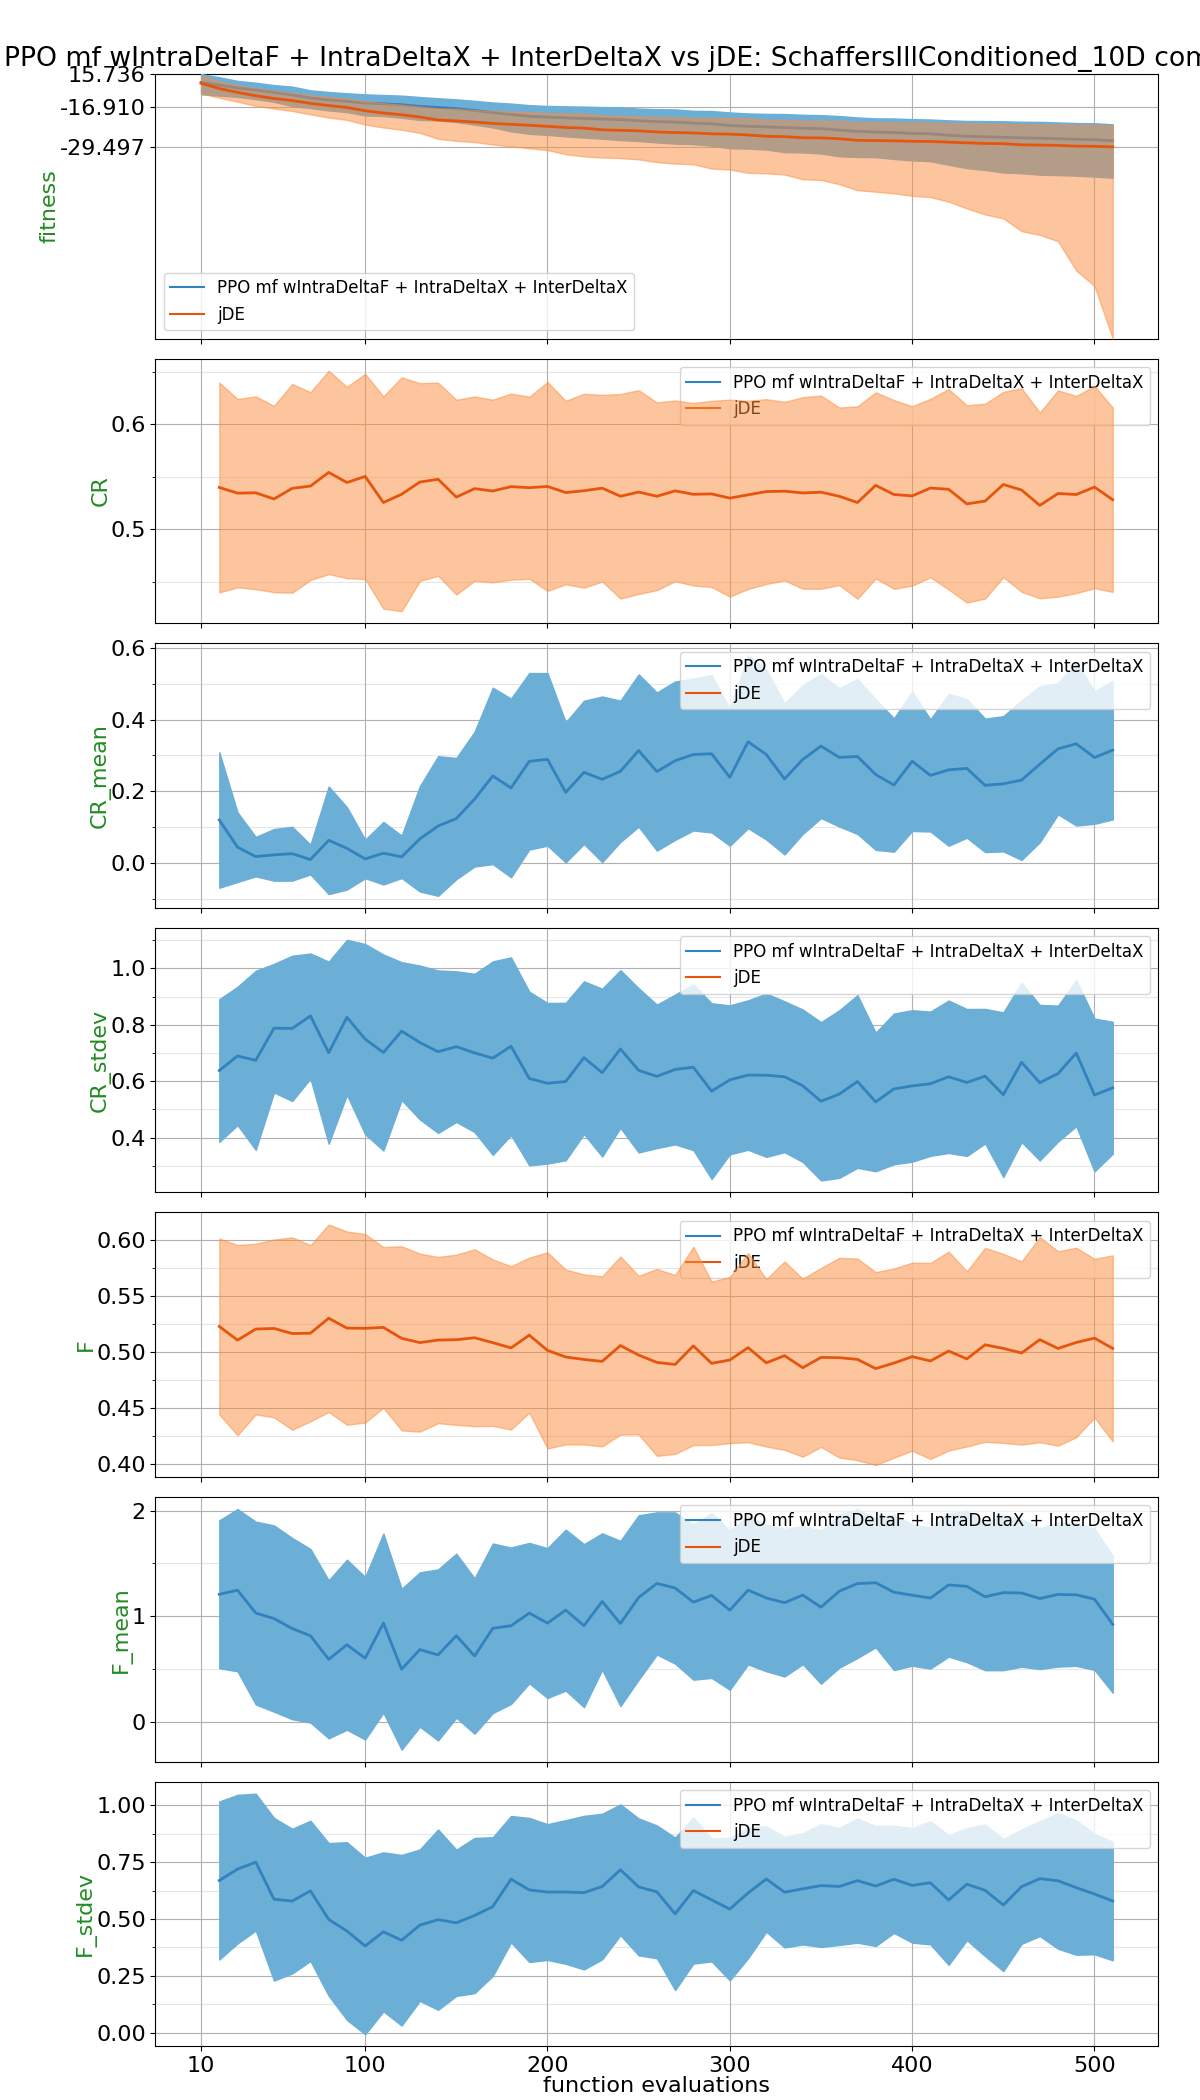 PPO mf wIntraDeltaF + IntraDeltaX + InterDeltaX vs jDE: SchaffersIllConditioned_10D com
15.736
-16.910
-29.497
fitness
PPO mf wIntraDeltaF + IntraDeltaX + InterDeltaX
jDE
0.6
0.5
CR
PPO mf wIntraDeltaF + IntraDeltaX + InterDeltaX
jDE
0.6
0.4
0.2
0.0
CR_mean
PPO mf wIntraDeltaF + IntraDeltaX + InterDeltaX
jDE
1.0
0.8
0.6
0.4
CR_stdev
PPO mf wIntraDeltaF + IntraDeltaX + InterDeltaX
jDE
0.60
0.55
0.50
0.45
0.40
F
PPO mf wIntraDeltaF + IntraDeltaX + InterDeltaX
jDE
2
1
0
F_mean
PPO mf wIntraDeltaF + IntraDeltaX + InterDeltaX
jDE
1.00
0.75
0.50
0.25
0.00
F_stdev
PPO mf wIntraDeltaF + IntraDeltaX + InterDeltaX
jDE
10 100 200 300 400 500
function evaluations